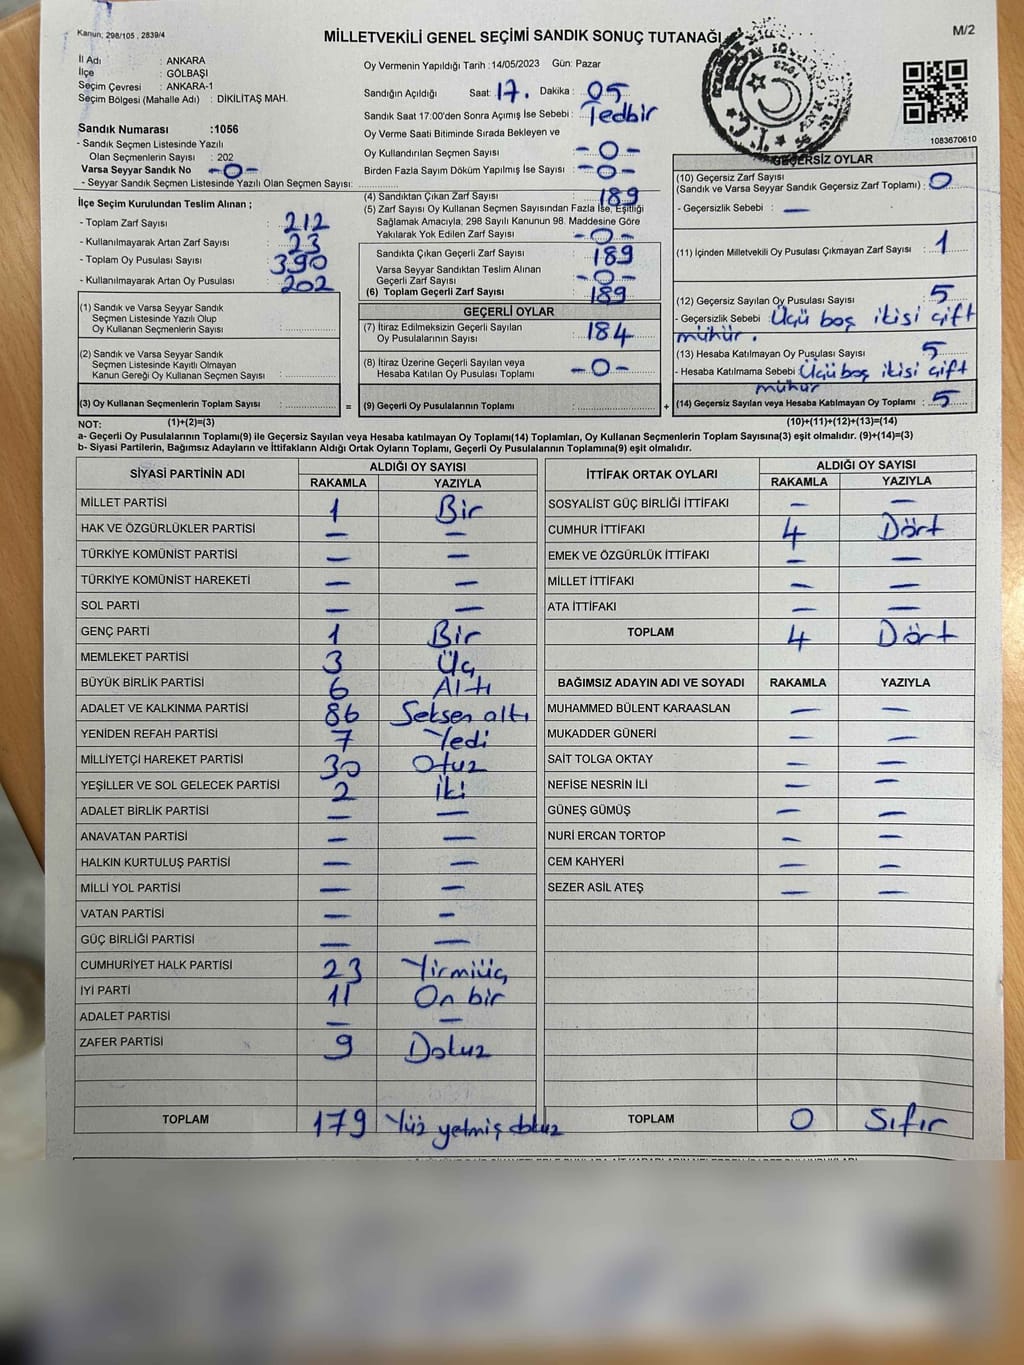 Kanun; 298/105 , 2839/4
MİLLETVEKİLİ GENEL SEÇİMİ SANDIK SONUÇ TUTANAĞI
M/2
İl Adı : ANKARA
İlçe : GÖLBAŞI
Seçim Çevresi : ANKARA-1
Seçim Bölgesi (Mahalle Adı) : DİKİLİTAŞ MAH.
Sandık Numarası :1056
- Sandık Seçmen Listesinde Yazılı
Olan Seçmenlerin Sayısı : 202
Varsa Seyyar Sandık No -0-
- Seyyar Sandık Seçmen Listesinde Yazılı Olan Seçmen Sayısı:
İlçe Seçim Kurulundan Teslim Alınan ;
- Toplam Zarf Sayısı : 212
- Kullanılmayarak Artan Zarf Sayısı : 23
- Toplam Oy Pusulası Sayısı : 390
- Kullanılmayarak Artan Oy Pusulası : 202
(1) Sandık ve Varsa Seyyar Sandık
Seçmen Listesinde Yazılı Olup
Oy Kullanan Seçmenlerin Sayısı :
(2) Sandık ve Varsa Seyyar Sandık
Seçmen Listesinde Kayıtlı Olmayan
Kanun Gereği Oy Kullanan Seçmen Sayısı :
(3) Oy Kullanan Seçmenlerin Toplam Sayısı :
=
(1)+(2)=(3)
Oy Vermenin Yapıldığı Tarih :14/05/2023 Gün: Pazar
Sandığın Açıldığı Saat: 17. Dakika : 05
Sandık Saat 17:00'den Sonra Açımış İse Sebebi : Tedbir
Oy Verme Saati Bitiminde Sırada Bekleyen ve
Oy Kullandırılan Seçmen Sayısı : -0-
Birden Fazla Sayım Döküm Yapılmış İse Sayısı : -0-
(4) Sandıktan Çıkan Zarf Sayısı : 189
(5) Zarf Sayısı Oy Kullanan Seçmen Sayısından Fazla İse, Eşitliği
Sağlamak Amacıyla: 298 Sayılı Kanunun 98. Maddesine Göre
Yakılarak Yok Edilen Zarf Sayısı : -0-
Sandıkta Çıkan Geçerli Zarf Sayısı : 189
Varsa Seyyar Sandıktan Teslim Alınan
Geçerli Zarf Sayısı : -0-
(6) Toplam Geçerli Zarf Sayısı : 189
GEÇERLİ OYLAR
(7) İtiraz Edilmeksizin Geçerli Sayılan
Oy Pusulalarının Sayısı : 184
(8) İtiraz Üzerine Geçerli Sayılan veya
Hesaba Katılan Oy Pusulası Toplamı : -0-
(9) Geçerli Oy Pusulalarının Toplamı :
+
1083670610
GEÇERSİZ OYLAR
(10) Geçersiz Zarf Sayısı
(Sandık ve Varsa Seyyar Sandık Geçersiz Zarf Toplamı) : 0
- Geçersizlik Sebebi : —
(11) İçinden Milletvekili Oy Pusulası Çıkmayan Zarf Sayısı : 1
(12) Geçersiz Sayılan Oy Pusulası Sayısı : 5
- Geçersizlik Sebebi : Üçü boş ikisi çift
mühür.
(13) Hesaba Katılmayan Oy Pusulası Sayısı : 5
- Hesaba Katılmama Sebebi : Üçü boş ikisi çift
mühür
(14) Geçersiz Sayılan veya Hesaba Katılmayan Oy Toplamı : 5
(10)+(11)+(12)+(13)=(14)
NOT:
a- Geçerli Oy Pusulasının Toplamı(9) ile Geçersiz Sayılan veya Hesaba katılmayan Oy Toplamı(14) Toplamları, Oy Kullanan Seçmenlerin Toplam Sayısına(3) eşit olmalıdır. (9)+(14)=(3)
b- Siyasi Partilerin, Bağımsız Adayların ve İttifakların Aldığı Ortak Oyların Toplamı, Geçerli Oy Pusulalarının Toplamına(9) eşit olmalıdır.
SİYASİ PARTİNİN ADI ALDIĞI OY SAYISI
RAKAMLA YAZIYLA
MİLLET PARTİSİ 1 Bir
HAK VE ÖZGÜRLÜKLER PARTİSİ — —
TÜRKİYE KOMÜNİST PARTİSİ — —
TÜRKİYE KOMÜNİST HAREKETİ — —
SOL PARTİ — —
GENÇ PARTİ 1 Bir
MEMLEKET PARTİSİ 3 Üç
BÜYÜK BİRLİK PARTİSİ 6 Altı
ADALET VE KALKINMA PARTİSİ 86 Seksen altı
YENİDEN REFAH PARTİSİ 7 Yedi
MİLLİYETÇİ HAREKET PARTİSİ 30 Otuz
YEŞİLLER VE SOL GELECEK PARTİSİ 2 İki
ADALET BİRLİK PARTİSİ — —
ANAVATAN PARTİSİ — —
HALKIN KURTULUŞ PARTİSİ — —
MİLLİ YOL PARTİSİ — —
VATAN PARTİSİ — —
GÜÇ BİRLİĞİ PARTİSİ — —
CUMHURİYET HALK PARTİSİ 23 Yirmiüç
İYİ PARTİ 11 On bir
ADALET PARTİSİ — —
ZAFER PARTİSİ 9 Dokuz
TOPLAM 179 Yüz yetmiş dokuz
İTTİFAK ORTAK OYLARI ALDIĞI OY SAYISI
RAKAMLA YAZIYLA
SOSYALİST GÜÇ BİRLİĞİ İTTİFAKI — —
CUMHUR İTTİFAKI 4 Dört
EMEK VE ÖZGÜRLÜK İTTİFAKI — —
MİLLET İTTİFAKI — —
ATA İTTİFAKI — —
TOPLAM 4 Dört
BAĞIMSIZ ADAYIN ADI VE SOYADI RAKAMLA YAZIYLA
MUHAMMED BÜLENT KARAASLAN — —
MUKADDER GÜNERİ — —
SAİT TOLGA OKTAY — —
NEFİSE NESRİN İLİ — —
GÜNEŞ GÜMÜŞ — —
NURİ ERCAN TORTOP — —
CEM KAHYERİ — —
SEZER ASİL ATEŞ — —
TOPLAM 0 Sıfır